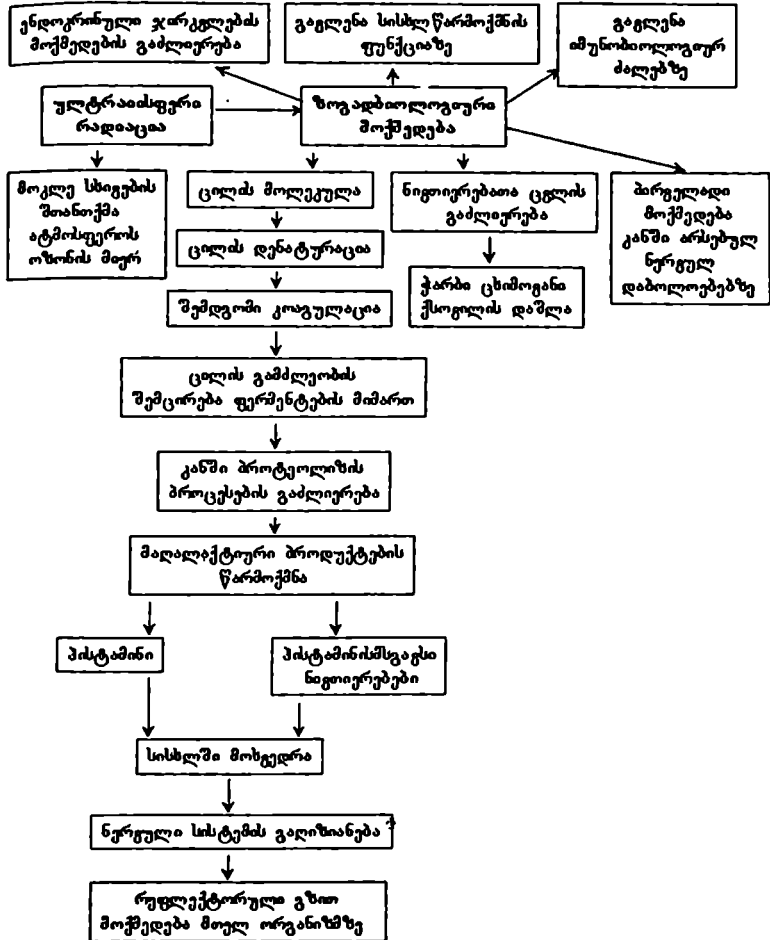 ენდოკრინული ჯირკვლების
მოქმედების გაძლიერება
გავლენა სისხლწარმოქმნის
ფუნქციაზე
გავლენა
იმუნობიოლოგიურ
ძალებზე
ულტრაიისფერი
რადიაცია
ზოგადბიოლოგიური
მოქმედება
მოკლე სხივების
შთანთქმა
ატმოსფეროს
ოზონის მიერ
ცილის მოლეკულა
ნივთიერებათა ცვლის
გაძლიერება
პირველადი
მოქმედება
კანში არსებულ
ნერვულ
დაბოლოებებზე
ცილის დენატურაცია
ჭარბი ცხიმოვანი
ქსოვილის დაშლა
შემდგომი კოაგულაცია
ცილის გამძლეობის
შემცირება ფერმენტების მიმართ
კანში პროტეოლიზის
პროცესების გაძლიერება
მაღალაქტიური პროდუქტების
წარმოქმნა
ჰისტამინი
ჰისტამინისმსგავსი
ნივთიერებები
სისხლში მოხვედრა
ნერვული სისტემის გაღიზიანება
რეფლექტორული გზით
მოქმედება მთელ ორგანიზმზე